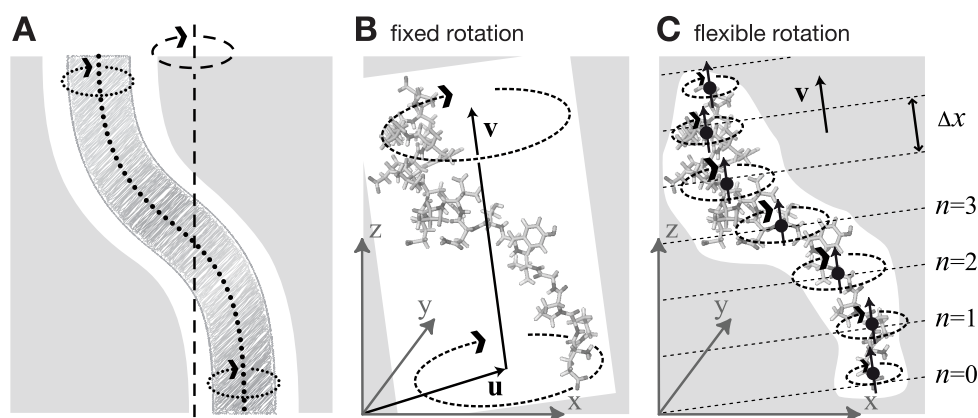 A
B fixed rotation
C flexible rotation
v
u
z
y
x
v
Δx
n=3
n=2
n=1
n=0
z
y
x